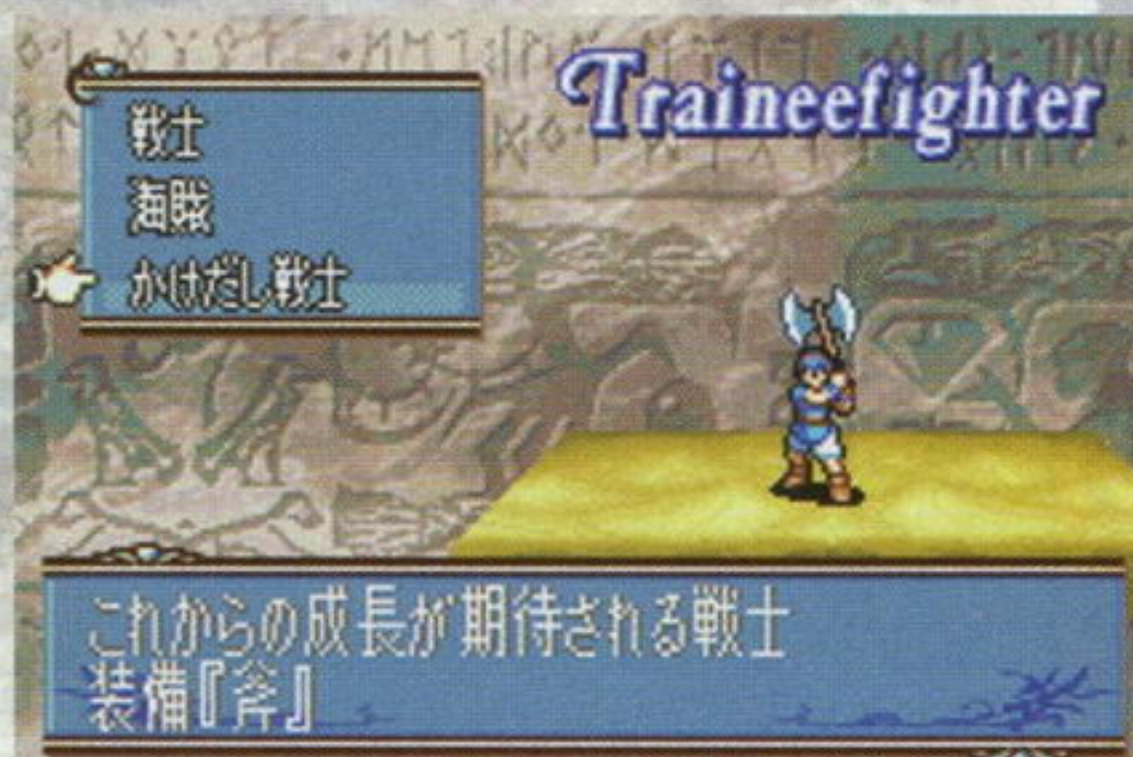 Traineefighter
戦士
海賊
かけだし戦士
これからの成長が期待される戦士
装備『斧』